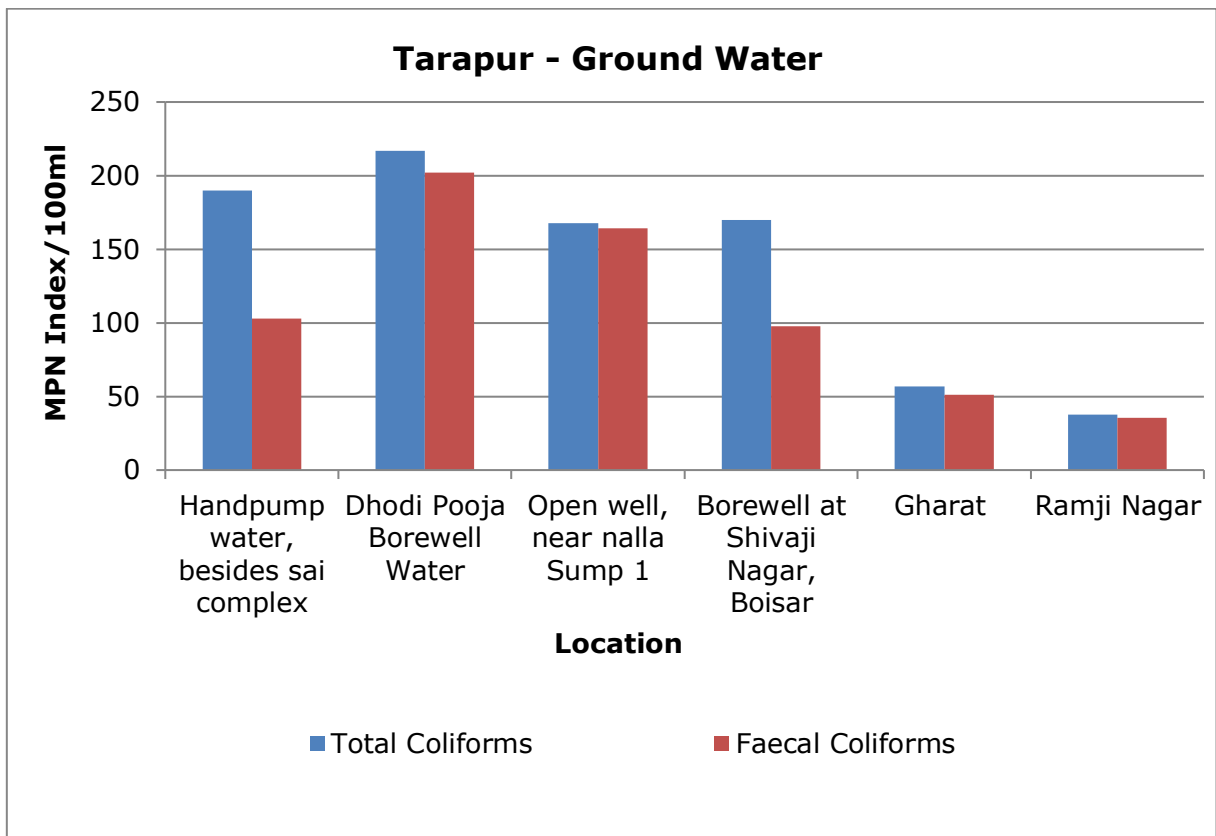 Tarapur - Ground Water
MPN Index/100ml
250
200
150
100
50
0
Handpump
water,
besides sai
complex
Dhodi Pooja
Borewell
Water
Open well,
near nalla
Sump 1
Borewell at
Shivaji
Nagar,
Boisar
Gharat
Ramji Nagar
Location
Total Coliforms
Faecal Coliforms